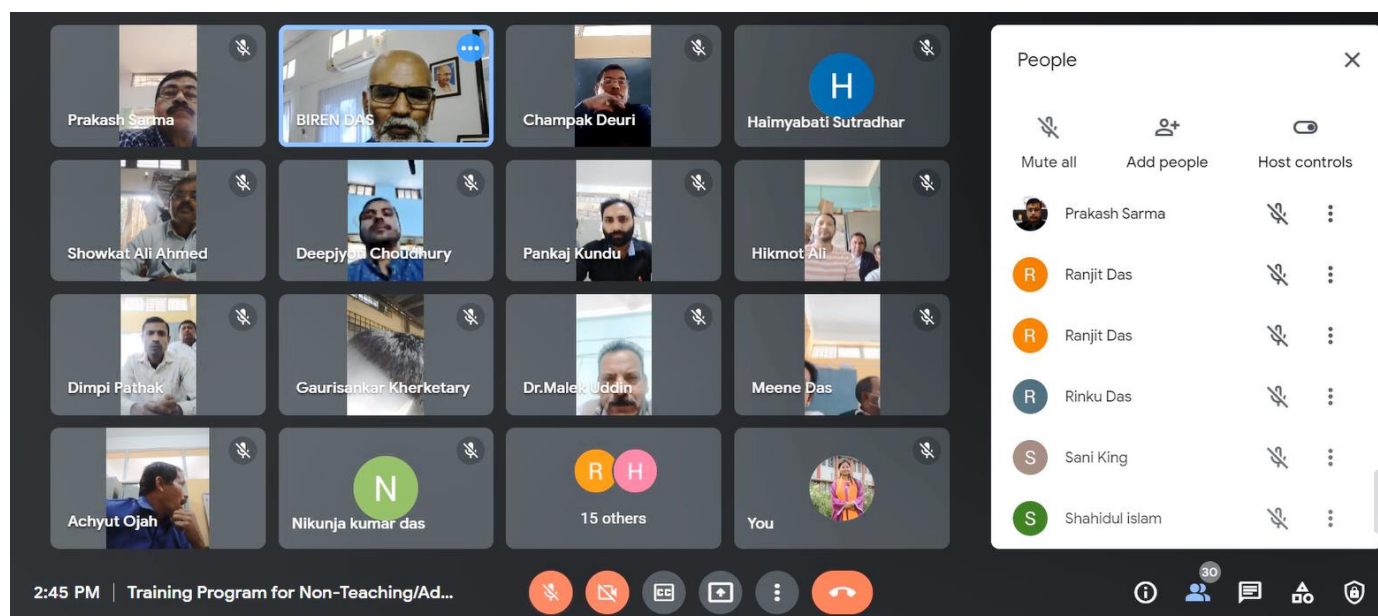 Prakash Sarma
BIREN DAS
Champak Deuri
H
Haimyabati Sutradhar
Showkat Ali Ahmed
Deepjyoti Choudhury
Pankaj Kundu
Hikmot Ali
Dimpi Pathak
Gaurisankar Kherketary
Dr.Malek Uddin
Meene Das
Achyut Ojah
N
Nikunja kumar das
R H
15 others
You
People
Mute all
Add people
Host controls
Prakash Sarma
R Ranjit Das
R Ranjit Das
R Rinku Das
S Sani King
S Shahidul islam
2:45 PM | Training Program for Non-Teaching/Ad...
CC
30